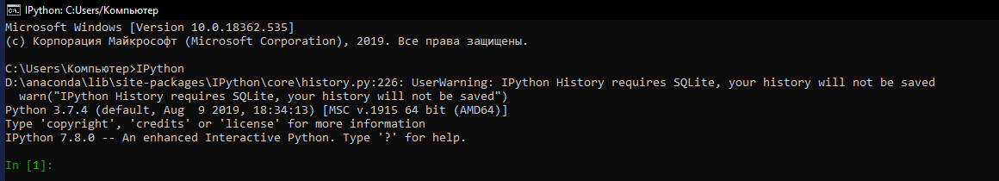 IPython: C:Users/Компьютер
Microsoft Windows [Version 10.0.18362.535]
(c) Корпорация Майкрософт (Microsoft Corporation), 2019. Все права защищены.
C:\Users\Компьютер>IPython
D:\anaconda\lib\site-packages\IPython\core\history.py:226: UserWarning: IPython History requires SQLite, your history will not be saved
  warn("IPython History requires SQLite, your history will not be saved")
Python 3.7.4 (default, Aug  9 2019, 18:34:13) [MSC v.1915 64 bit (AMD64)]
Type 'copyright', 'credits' or 'license' for more information
IPython 7.8.0 -- An enhanced Interactive Python. Type '?' for help.
In [1]: